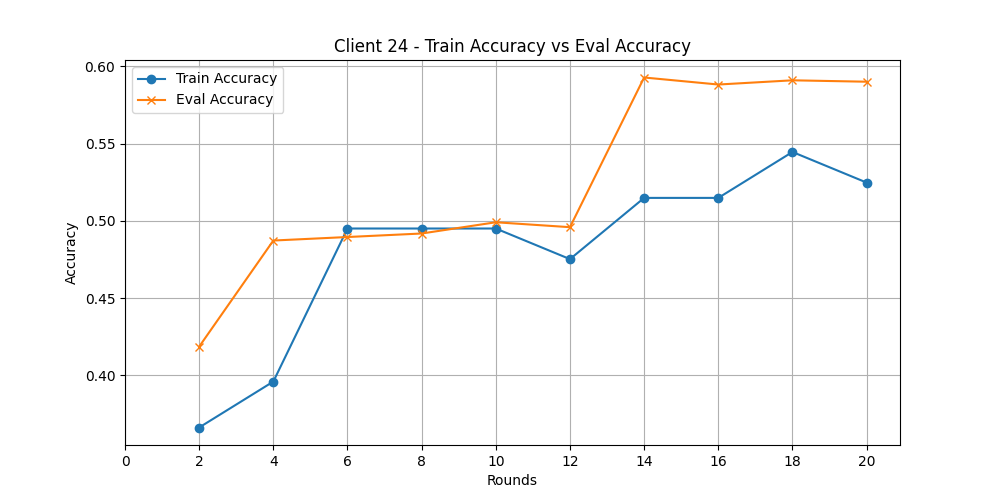 Client 24 - Train Accuracy vs Eval Accuracy
Train Accuracy
Eval Accuracy
0.60
0.55
0.50
0.45
0.40
Accuracy
0 2 4 6 8 10 12 14 16 18 20
Rounds